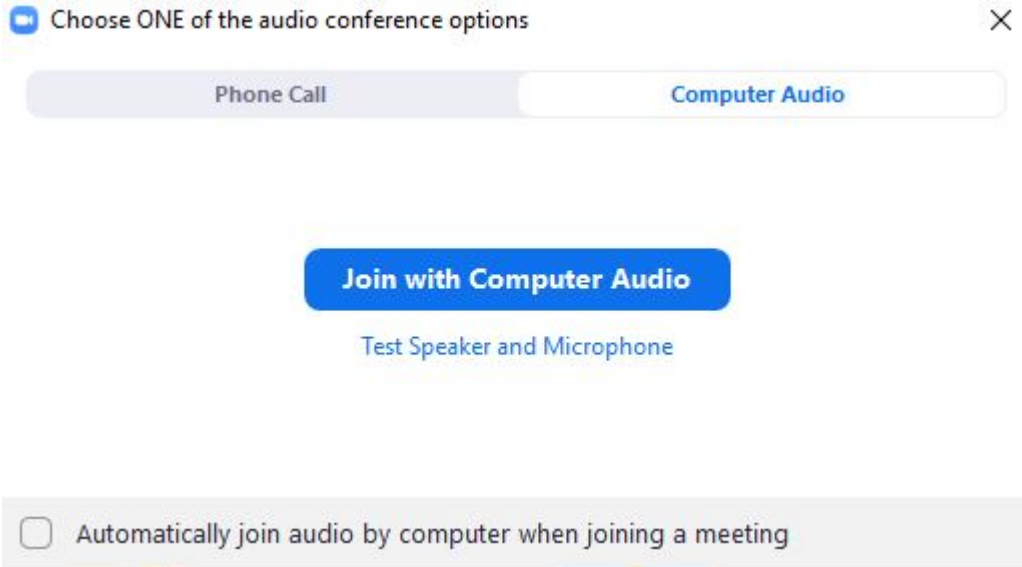 Choose ONE of the audio conference options
Phone Call Computer Audio
Join with Computer Audio
Test Speaker and Microphone
Automatically join audio by computer when joining a meeting